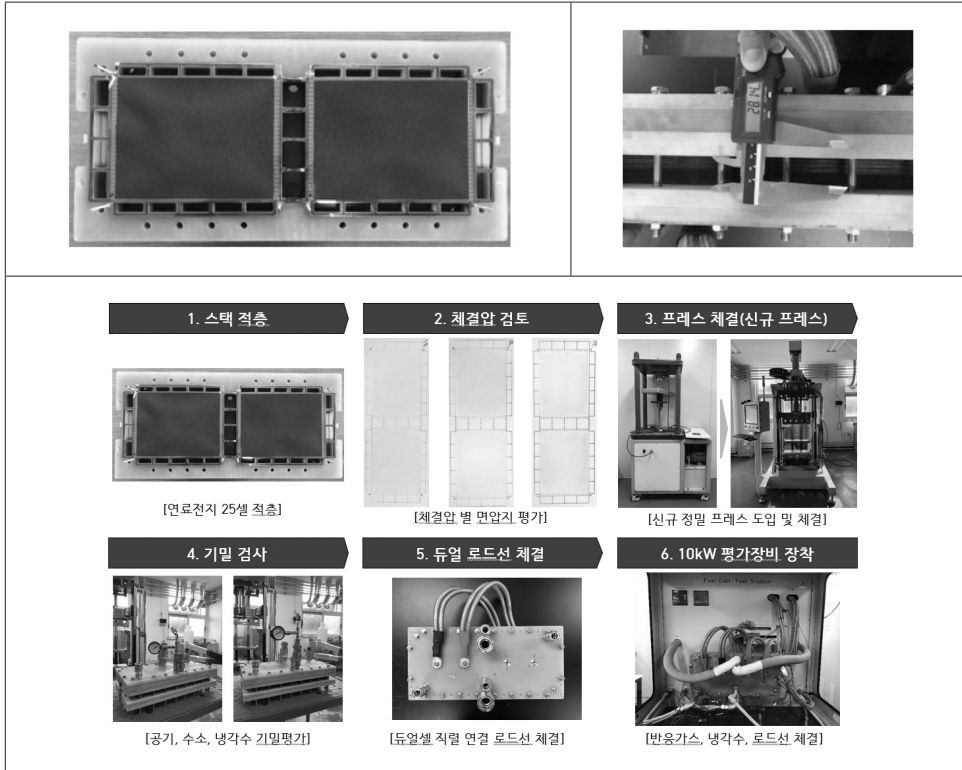 28.14
1. 스택 적층
2. 체결압 검토
3. 프레스 체결(신규 프레스)
[연료전지 25셀 적층]
[체결압 별 면압지 평가]
[신규 정밀 프레스 도입 및 체결]
4. 기밀 검사
5. 듀얼 로드선 체결
6. 10kW 평가장비 장착
Fuel Cell Test Station
[공기, 수소, 냉각수 기밀평가]
[듀얼셀 직렬 연결 로드선 체결]
[반응가스, 냉각수, 로드선 체결]